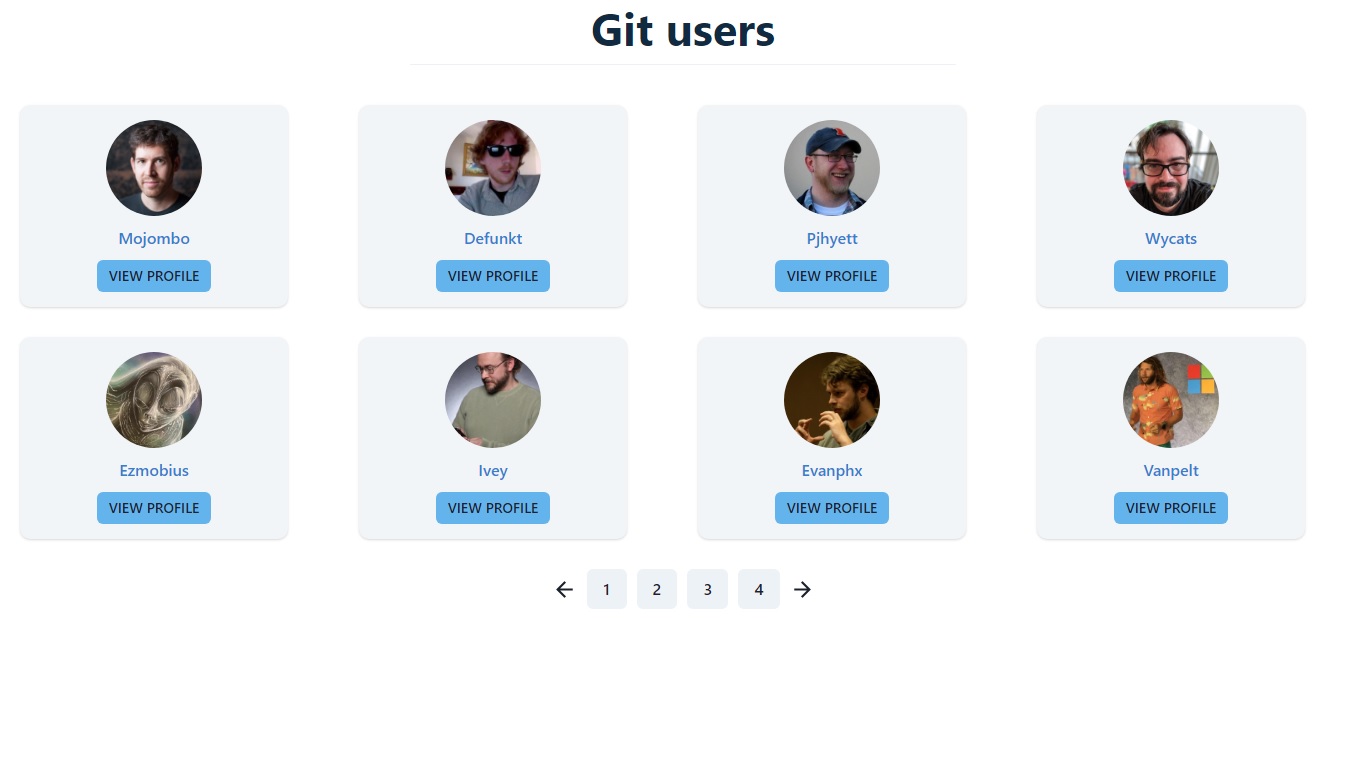 Git users
Mojombo
Defunkt
Pjhyett
Wycats
VIEW PROFILE
VIEW PROFILE
VIEW PROFILE
VIEW PROFILE
Ezmobius
Ivey
Evanphx
Vanpelt
VIEW PROFILE
VIEW PROFILE
VIEW PROFILE
VIEW PROFILE
1 2 3 4